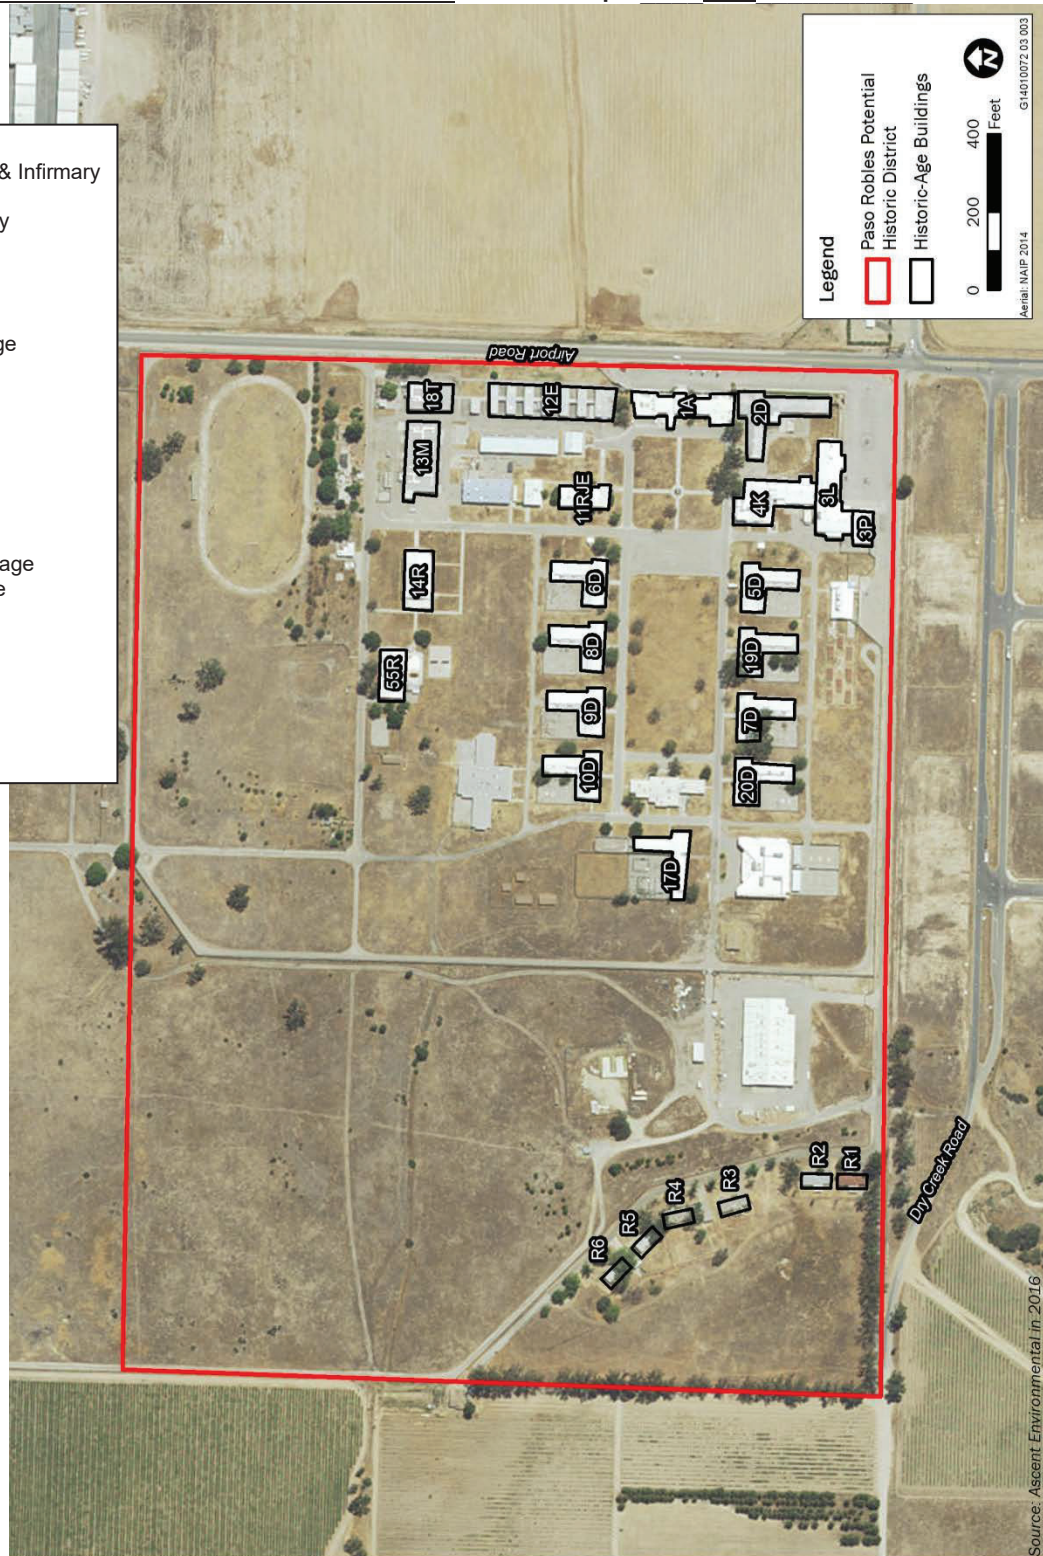 & Infirmary
y
ge
age
e
Legend
Paso Robles Potential
Historic District
Historic-Age Buildings
N
0 200 400
Feet
Aerial: NAIP 2014
G14010072 03 003
Airport Road
18T
12E
1A
2D
13M
11RJE
4K
3L
3P
14R
6D
5D
55R
8D
19D
9D
7D
10D
20D
17D
R6
R5
R4
R3
R2
R1
Dry Creek Road
Source: Ascent Environmental in 2016